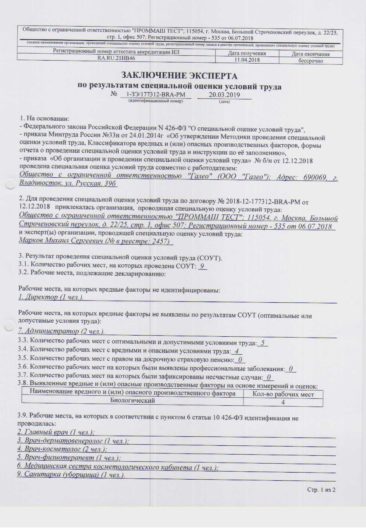 Общество с ограниченной ответственностью "ПРОММАШ ТЕСТ"; 115054, г. Москва, Большой Строченовский переулок, д. 22/25,
стр. 1, офис 507; Регистрационный номер - 535 от 06.07.2018
Регистрационный номер аттестата аккредитации ИЛ
Дата получения
Дата окончания
RA.RU. 21НВ46
11.04.2018
бессрочно
ЗАКЛЮЧЕНИЕ ЭКСПЕРТА
по результатам специальной оценки условий труда
№ 1-ТЭ177312-BRA-PM 20.03.2019
(идентификационный номер) (дата)
1. На основании:
- Федерального закона Российской Федерации N 426-ФЗ "О специальной оценке условий труда",
- приказа Минтруда России №33н от 24.01.2014г «Об утверждении Методики проведения специальной
оценки условий труда, Классификатора вредных и (или) опасных производственных факторов, формы
отчета о проведении специальной оценки условий труда и инструкции по её заполнению»,
- приказа «Об организации и проведении специальной оценки условий труда» № б/н от 12.12.2018
проведена специальная оценка условий труда совместно с работодателем:
Общество с ограниченной ответственностью "Галео" (ООО "Галео"); Адрес: 690069, г.
Владивосток, ул. Русская, 39б
2. Для проведения специальной оценки условий труда по договору № 2018-12-177312-BRA-PM от
12.12.2018 привлекалась организация, проводящая специальную оценку условий труда:
Общество с ограниченной ответственностью "ПРОММАШ ТЕСТ"; 115054, г. Москва, Большой
Строченовский переулок, д. 22/25, стр. 1, офис 507; Регистрационный номер - 535 от 06.07.2018
и эксперт(ы) организации, проводящей специальную оценку условий труда:
Марков Михаил Сергеевич (№ в реестре: 2457)
3. Результат проведения специальной оценки условий труда (СОУТ).
3.1. Количество рабочих мест, на которых проведена СОУТ: 9
3.2. Рабочие места, подлежащие декларированию:
Рабочие места, на которых вредные факторы не идентифицированы:
1. Директор (1 чел.)
Рабочие места, на которых вредные факторы не выявлены по результатам СОУТ (оптимальные или
допустимые условия труда):
7. Администратор (2 чел.)
3.3. Количество рабочих мест с оптимальными и допустимыми условиями труда: 5
3.4. Количество рабочих мест с вредными и опасными условиями труда: 4
3.5. Количество рабочих мест с правом на досрочную страховую пенсию: 0
3.6. Количество рабочих мест на которых были выявлены профессиональные заболевания: 0
3.7. Количество рабочих мест на которых были зафиксированы несчастные случаи: 0
3.8. Выявленные вредные и (или) опасные производственные факторы на основе измерений и оценок:
Наименование вредного и (или) опасного производственного фактора
Кол-во рабочих мест
Биологический
4
3.9. Рабочие места, на которых в соответствии с пунктом 6 статьи 10 426-ФЗ идентификация не
проводилась:
2. Главный врач (1 чел.);
3. Врач-дерматовенеролог (1 чел.);
4. Врач-косметолог (2 чел.);
5. Врач-физиотерапевт (1 чел.);
6. Медицинская сестра косметологического кабинета (1 чел.);
9. Санитарка (уборщица) (1 чел.).
Стр. 1 из 2